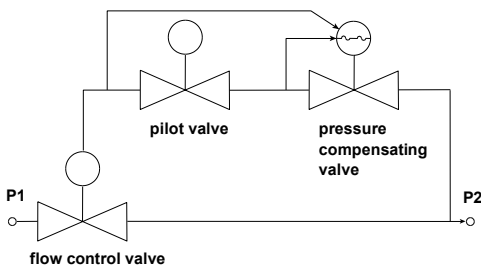 pilot valve
pressure
compensating
valve
P1
P2
flow control valve